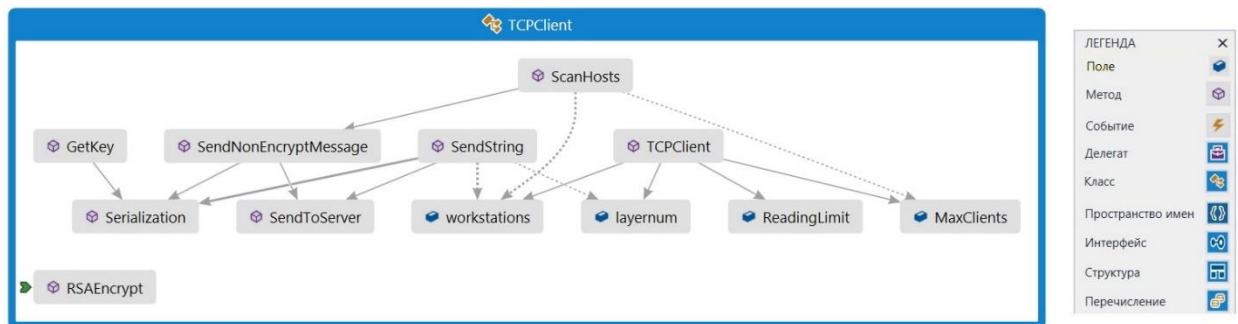 TCPClient
ScanHosts
GetKey
SendNonEncryptMessage
SendString
TCPClient
Serialization
SendToServer
workstations
layernum
ReadingLimit
MaxClients
RSAEncrypt
ЛЕГЕНДА
Поле
Метод
Событие
Делегат
Класс
Пространство имен
Интерфейс
Структура
Перечисление